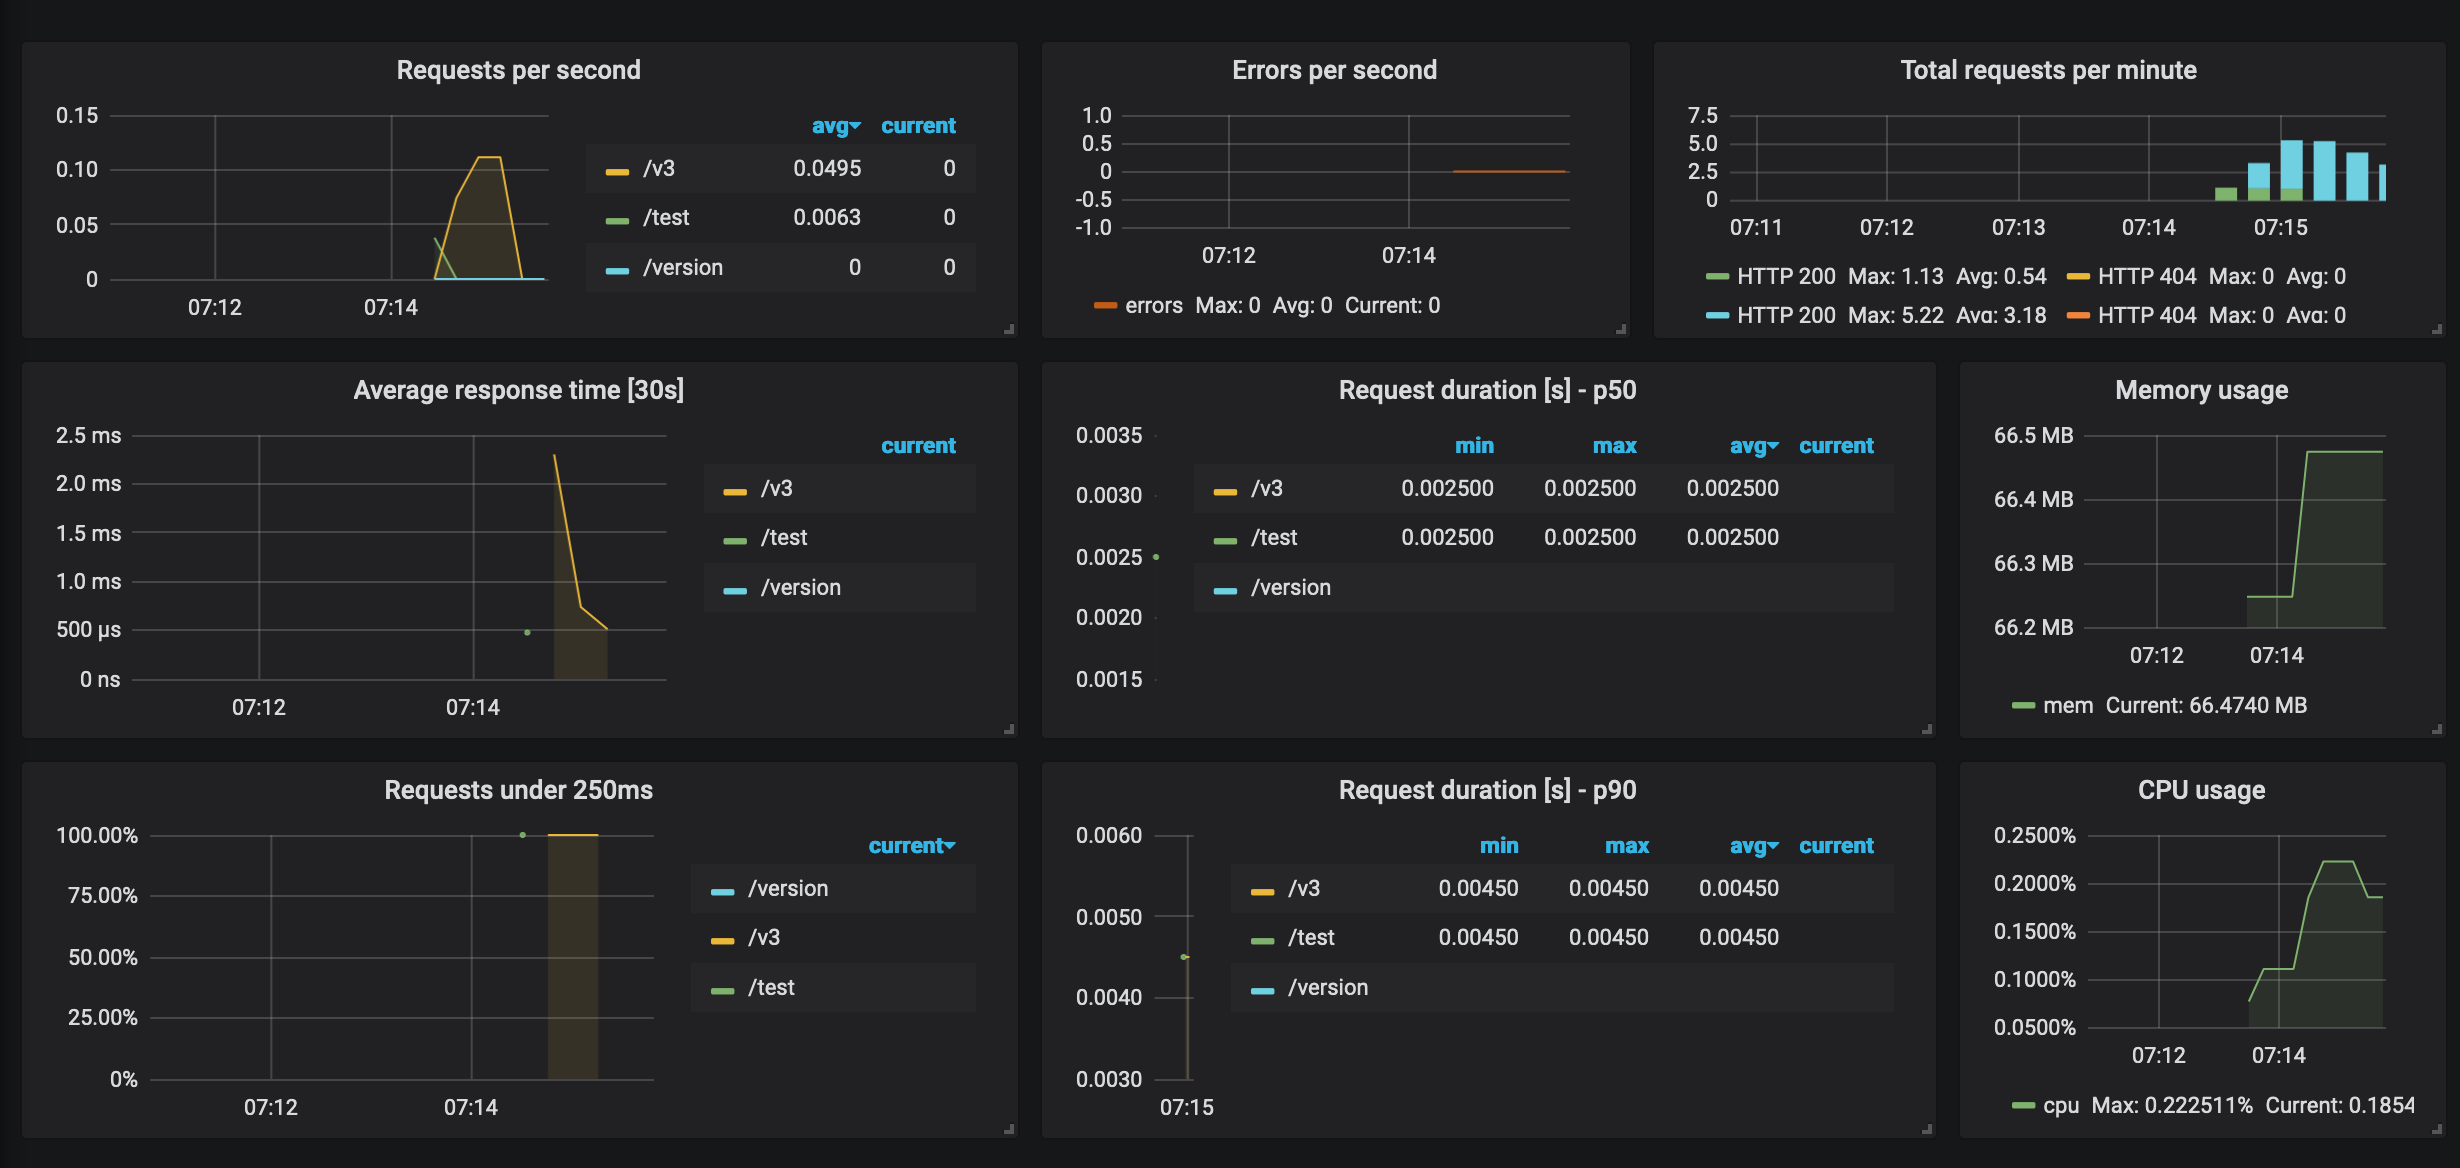 Requests per second
0.15
0.10
0.05
0
07:12 07:14
avg current
/v3 0.0495 0
/test 0.0063 0
/version 0 0
Errors per second
1.0
0.5
0
-0.5
-1.0
07:12 07:14
errors Max: 0 Avg: 0 Current: 0
Total requests per minute
7.5
5.0
2.5
0
07:11 07:12 07:13 07:14 07:15
HTTP 200 Max: 1.13 Avg: 0.54 HTTP 404 Max: 0 Avg: 0
HTTP 200 Max: 5.22 Avg: 3.18 HTTP 404 Max: 0 Avg: 0
Average response time [30s]
2.5 ms
2.0 ms
1.5 ms
1.0 ms
500 µs
0 ns
07:12 07:14
current
/v3
/test
/version
Request duration [s] - p50
0.0035
0.0030
0.0025
0.0020
0.0015
min max avg current
/v3 0.002500 0.002500 0.002500
/test 0.002500 0.002500 0.002500
/version
Memory usage
66.5 MB
66.4 MB
66.3 MB
66.2 MB
07:12 07:14
mem Current: 66.4740 MB
Requests under 250ms
100.00%
75.00%
50.00%
25.00%
0%
07:12 07:14
current
/version
/v3
/test
Request duration [s] - p90
0.0060
0.0050
0.0040
0.0030
07:15
min max avg current
/v3 0.00450 0.00450 0.00450
/test 0.00450 0.00450 0.00450
/version
CPU usage
0.2500%
0.2000%
0.1500%
0.1000%
0.0500%
07:12 07:14
cpu Max: 0.222511% Current: 0.1854